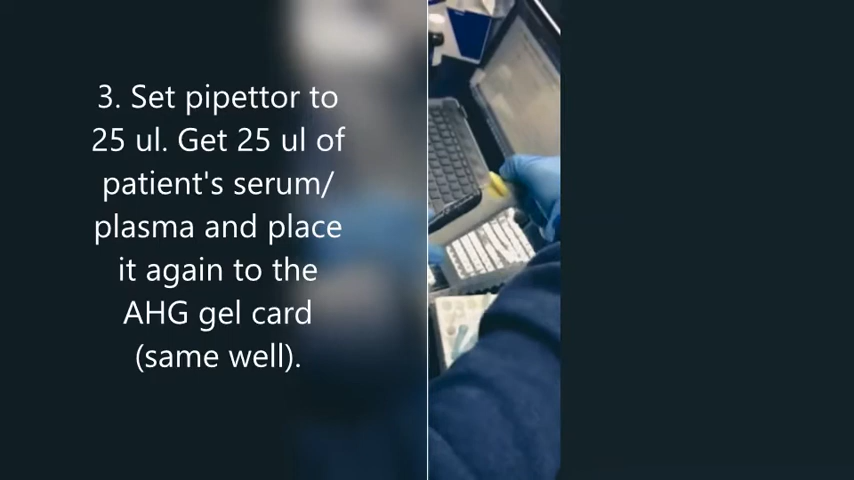 3. Set pipettor to
25 ul. Get 25 ul of
patient's serum/
plasma and place
it again to the
AHG gel card
(same well).